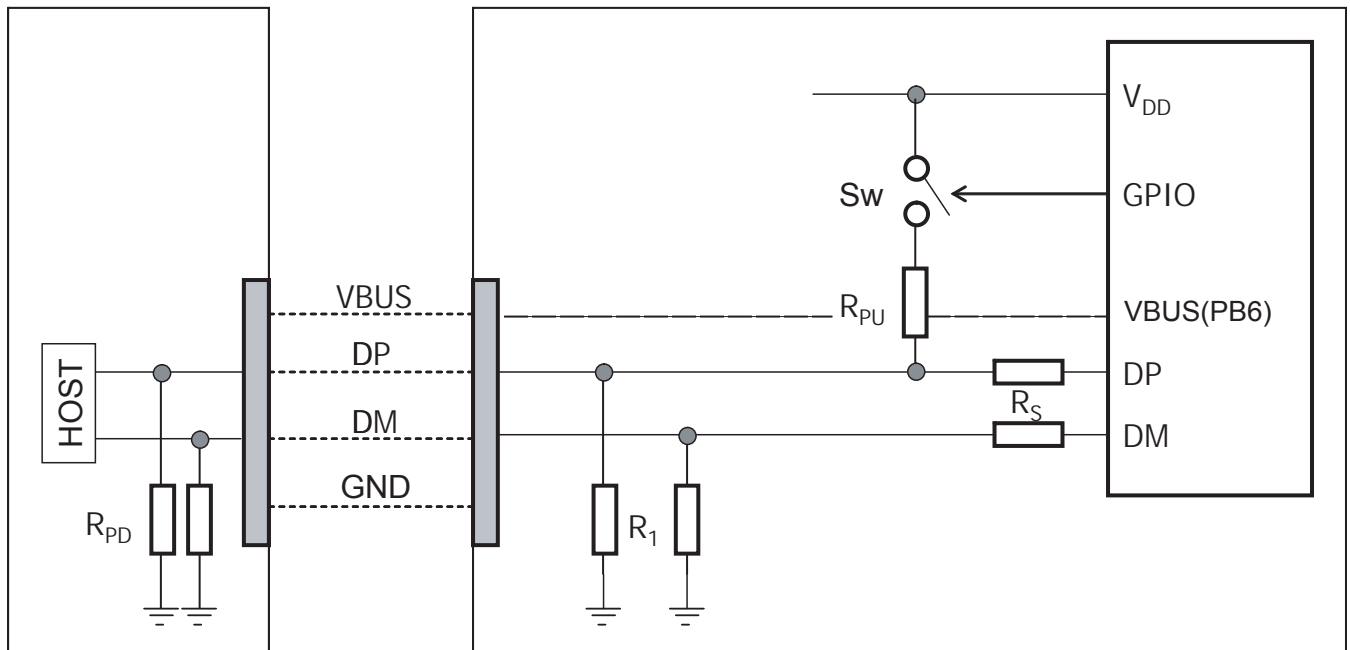 V_DD
Sw
GPIO
VBUS
R_PU
VBUS(PB6)
HOST
DP
DP
R_S
DM
DM
GND
R_PD
R_1